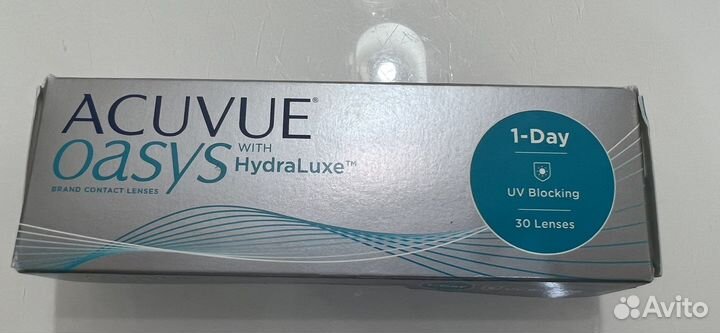 ACUVUE®
oasys WITH HydraLuxe™
BRAND CONTACT LENSES
1-Day
UV Blocking
30 Lenses
Avito